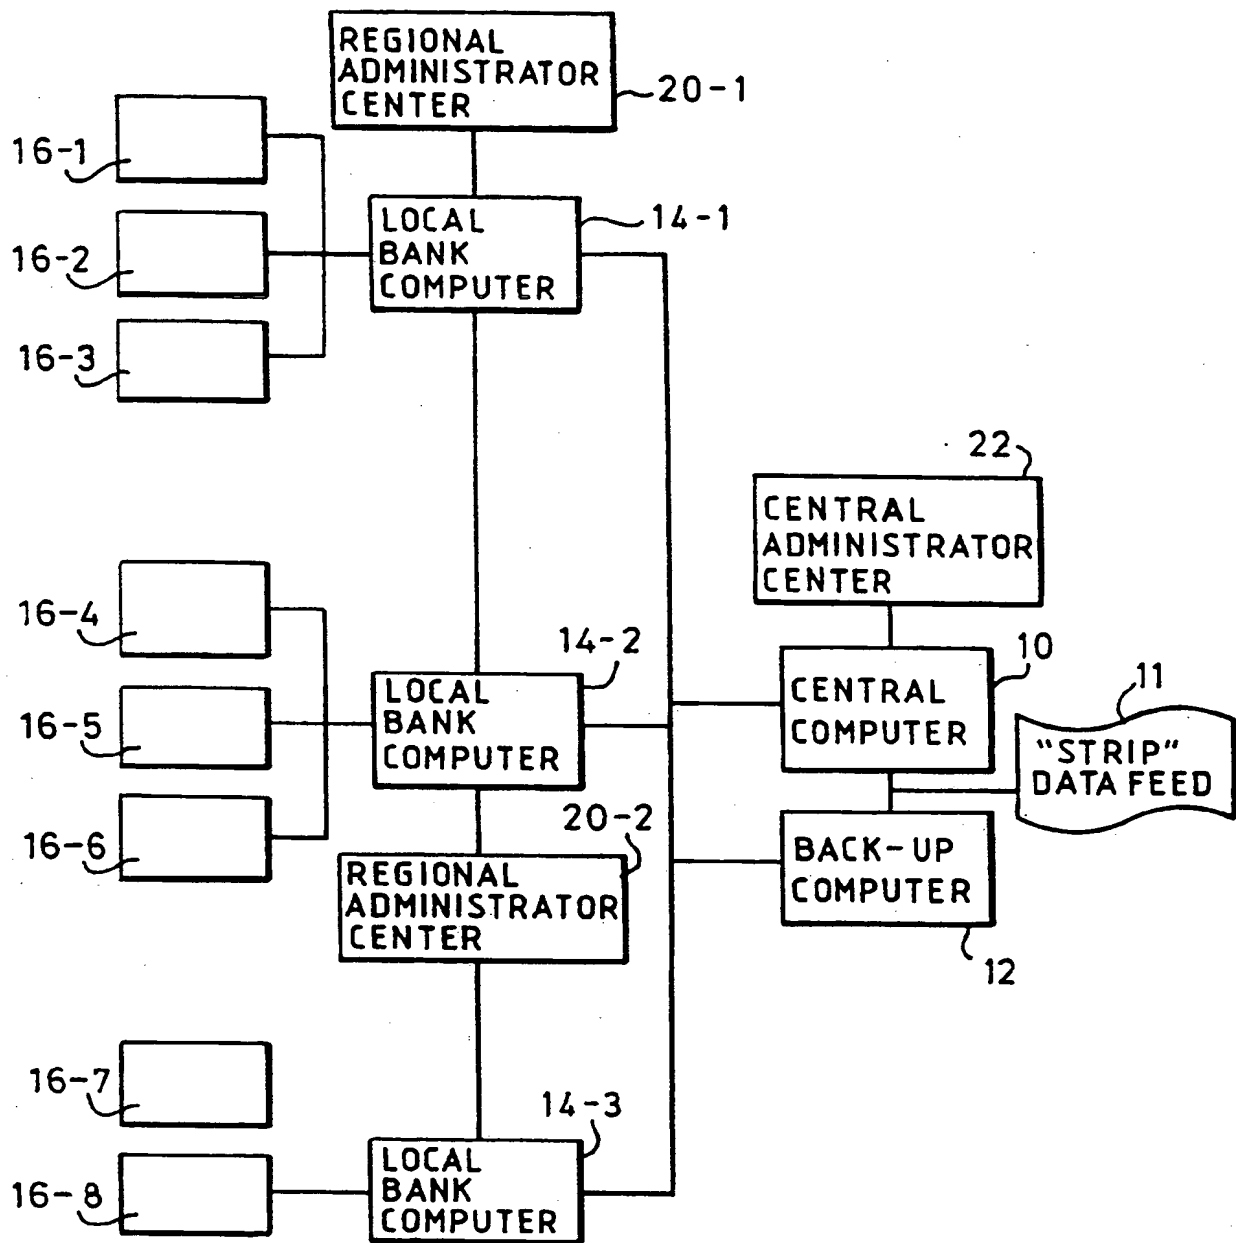 REGIONAL
ADMINISTRATOR
CENTER
20-1
16-1
LOCAL
BANK
COMPUTER
14-1
16-2
16-3
22
CENTRAL
ADMINISTRATOR
CENTER
16-4
14-2
10
LOCAL
BANK
COMPUTER
CENTRAL
COMPUTER
11
"STRIP"
DATA FEED
16-5
16-6
20-2
REGIONAL
ADMINISTRATOR
CENTER
BACK-UP
COMPUTER
12
16-7
14-3
LOCAL
BANK
COMPUTER
16-8